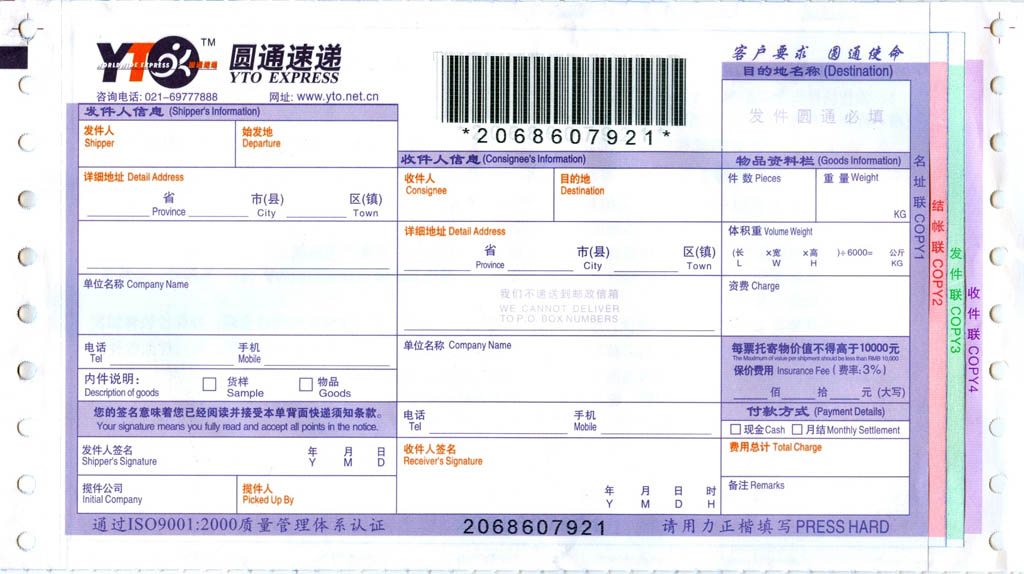 YTO TM 圆通速递
WORLDWIDE EXPRESS 圆通速递
YTO EXPRESS
咨询电话: 021-69777888 网址: www.yto.net.cn
*2068607921*
客户要求 圆通使命
目的地名称 (Destination)
发件圆通必填
发件人信息 (Shipper's Information)
发件人
Shipper
始发地
Departure
详细地址 Detail Address
省 市(县) 区(镇)
Province City Town
单位名称 Company Name
电话 手机
Tel Mobile
内件说明:
Description of goods
货样
Sample
物品
Goods
您的签名意味着您已经阅读并接受本单背面快递须知条款。
Your signature means you fully read and accept all points in the notice.
发件人签名
Shipper's Signature
年 月 日
Y M D
揽件公司
Initial Company
揽件人
Picked Up By
收件人信息 (Consignee's Information)
收件人
Consignee
目的地
Destination
详细地址 Detail Address
省 市(县) 区(镇)
Province City Town
我们不递送到邮政信箱
WE CANNOT DELIVER
TO P.O. BOX NUMBERS
单位名称 Company Name
电话 手机
Tel Mobile
收件人签名
Receiver's Signature
年 月 日 时
Y M D H
物品资料栏 (Goods Information)
件数 Pieces
重量 Weight
KG
体积重 Volume Weight
(长 ×宽 ×高 )÷6000= 公斤
L W H KG
资费 Charge
每票托寄物价值不得高于10000元
The Maximum of value per shipment should be less than RMB 10,000
保价费用 Insurance Fee (费率:3%)
佰 拾 元 (大写)
付款方式 (Payment Details)
现金Cash 月结Monthly Settlement
费用总计 Total Charge
备注 Remarks
通过ISO9001:2000质量管理体系认证
2068607921
请用力正楷填写 PRESS HARD
名址联 COPY1
结帐联 COPY2
发件联 COPY3
收件联 COPY4